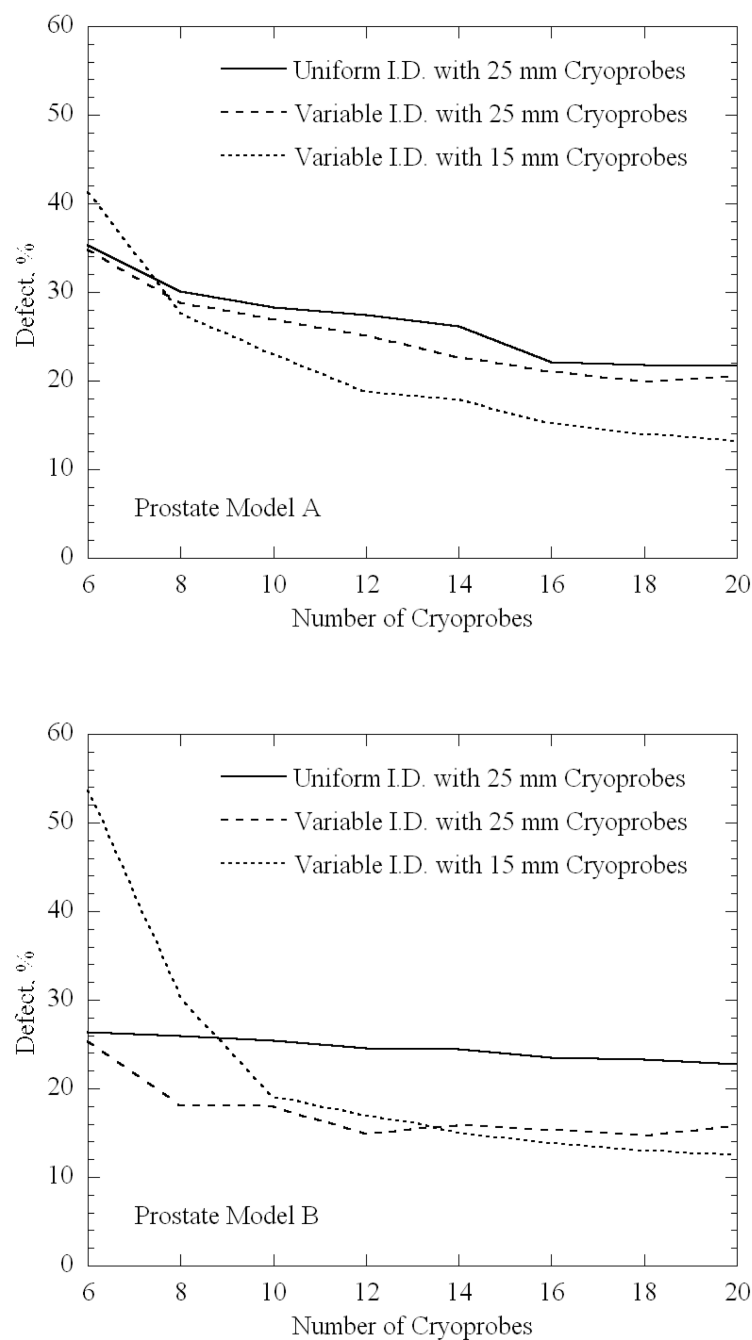 60
Uniform I.D. with 25 mm Cryoprobes
50
Variable I.D. with 25 mm Cryoprobes
Variable I.D. with 15 mm Cryoprobes
40
Defect, %
30
20
10
Prostate Model A
0
6 8 10 12 14 16 18 20
Number of Cryoprobes
60
Uniform I.D. with 25 mm Cryoprobes
50
Variable I.D. with 25 mm Cryoprobes
Variable I.D. with 15 mm Cryoprobes
40
Defect, %
30
20
10
Prostate Model B
0
6 8 10 12 14 16 18 20
Number of Cryoprobes